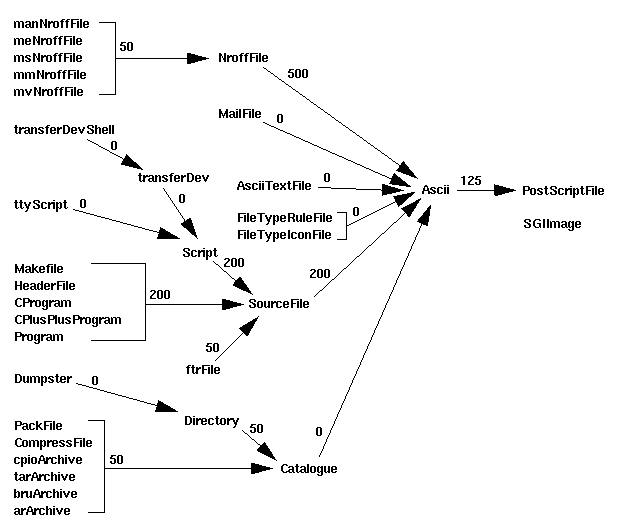 manNroffFile
meNroffFile
msNroffFile
mmNroffFile
mvNroffFile
50
NroffFile
500
MailFile
0
transferDevShell
0
transferDev
0
AsciiTextFile
0
Ascii
125
PostScriptFile
SGIImage
ttyScript
0
FileTypeRuleFile
FileTypeIconFile
0
Script
200
200
Makefile
HeaderFile
CProgram
CPlusPlusProgram
Program
200
SourceFile
50
ftrFile
Dumpster
0
Directory
50
0
PackFile
CompressFile
cpioArchive
tarArchive
bruArchive
arArchive
50
Catalogue